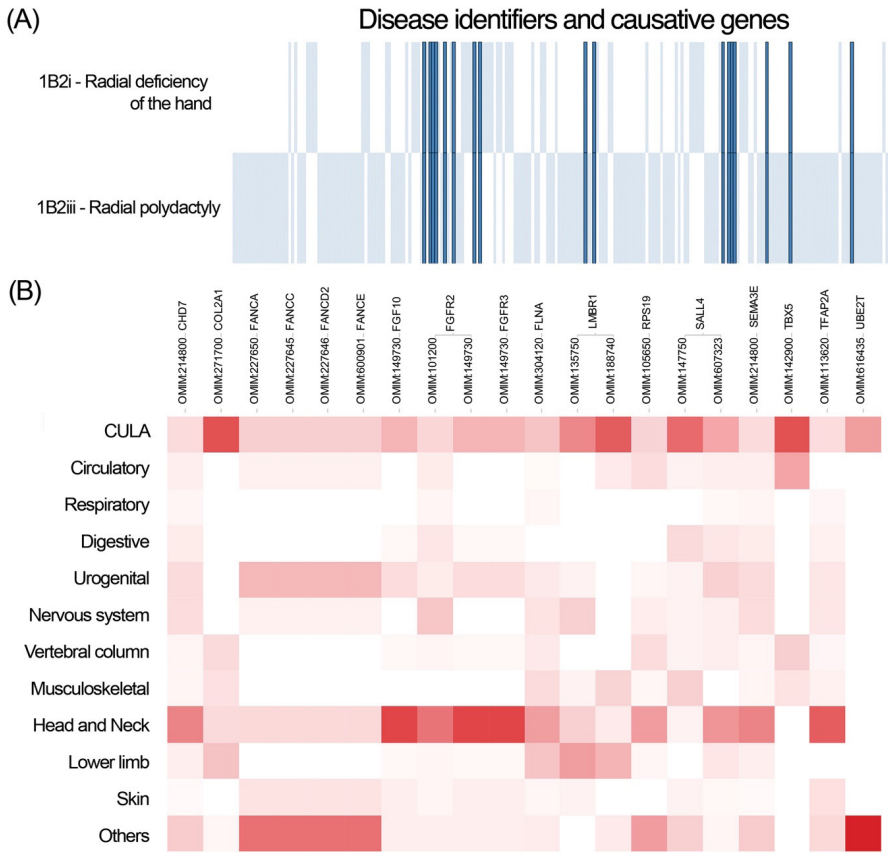 (A)
Disease identifiers and causative genes
1B2i - Radial deficiency
of the hand
1B2iii - Radial polydactyly
(B)
OMIM:214800.. CHD7
OMIM:271700.. COL2A1
OMIM:227650.. FANCA
OMIM:227645.. FANCC
OMIM:227646.. FANCD2
OMIM:600901.. FANCE
OMIM:149730.. FGF10
OMIM:101200..
FGFR2
OMIM:149730..
OMIM:149730.. FGFR3
OMIM:304120.. FLNA
OMIM:135750..
LMBR1
OMIM:188740..
OMIM:105650.. RPS19
OMIM:147750..
SALL4
OMIM:607323..
OMIM:214800.. SEMA3E
OMIM:142900.. TBX5
OMIM:113620.. TFAP2A
OMIM:616435.. UBE2T
CULA
Circulatory
Respiratory
Digestive
Urogenital
Nervous system
Vertebral column
Musculoskeletal
Head and Neck
Lower limb
Skin
Others